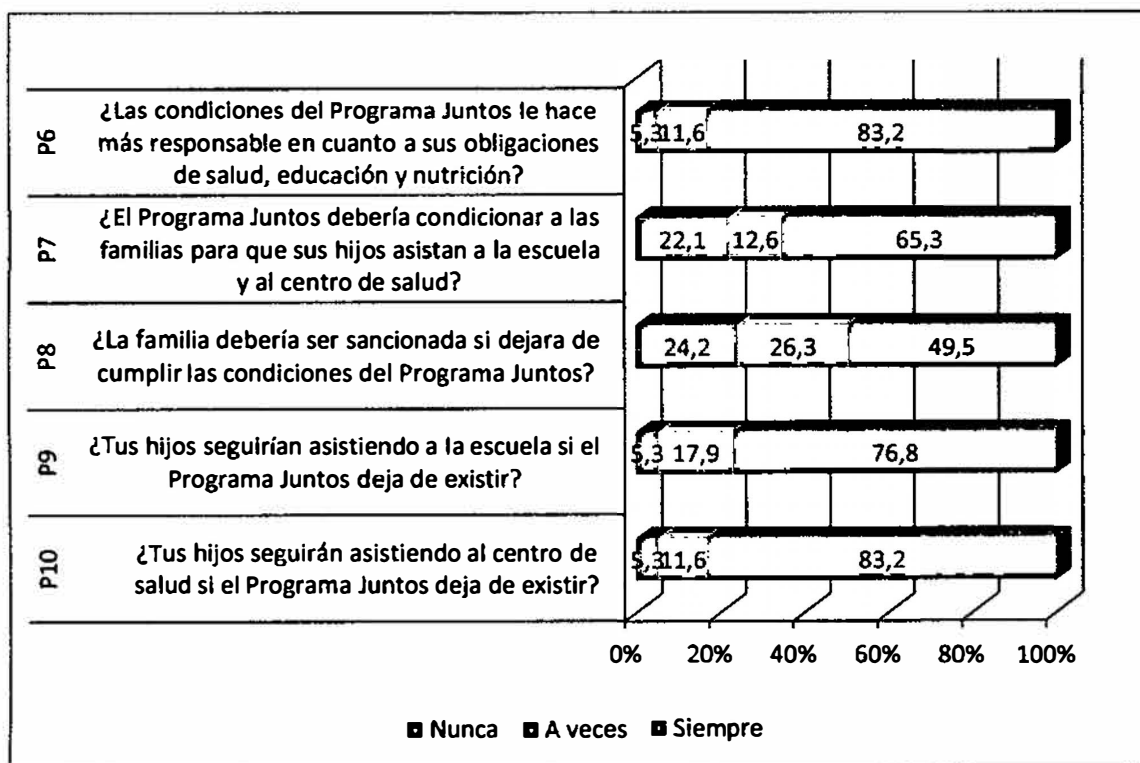 P6
¿Las condiciones del Programa Juntos le hace
más responsable en cuanto a sus obligaciones
de salud, educación y nutrición?
5,3 11,6 83,2
P7
¿El Programa Juntos debería condicionar a las
familias para que sus hijos asistan a la escuela
y al centro de salud?
22,1 12,6 65,3
P8
¿La familia debería ser sancionada si dejara de
cumplir las condiciones del Programa Juntos?
24,2 26,3 49,5
P9
¿Tus hijos seguirían asistiendo a la escuela si el
Programa Juntos deja de existir?
5,3 17,9 76,8
P10
¿Tus hijos seguirán asistiendo al centro de
salud si el Programa Juntos deja de existir?
5,3 11,6 83,2
0% 20% 40% 60% 80% 100%
Nunca A veces Siempre